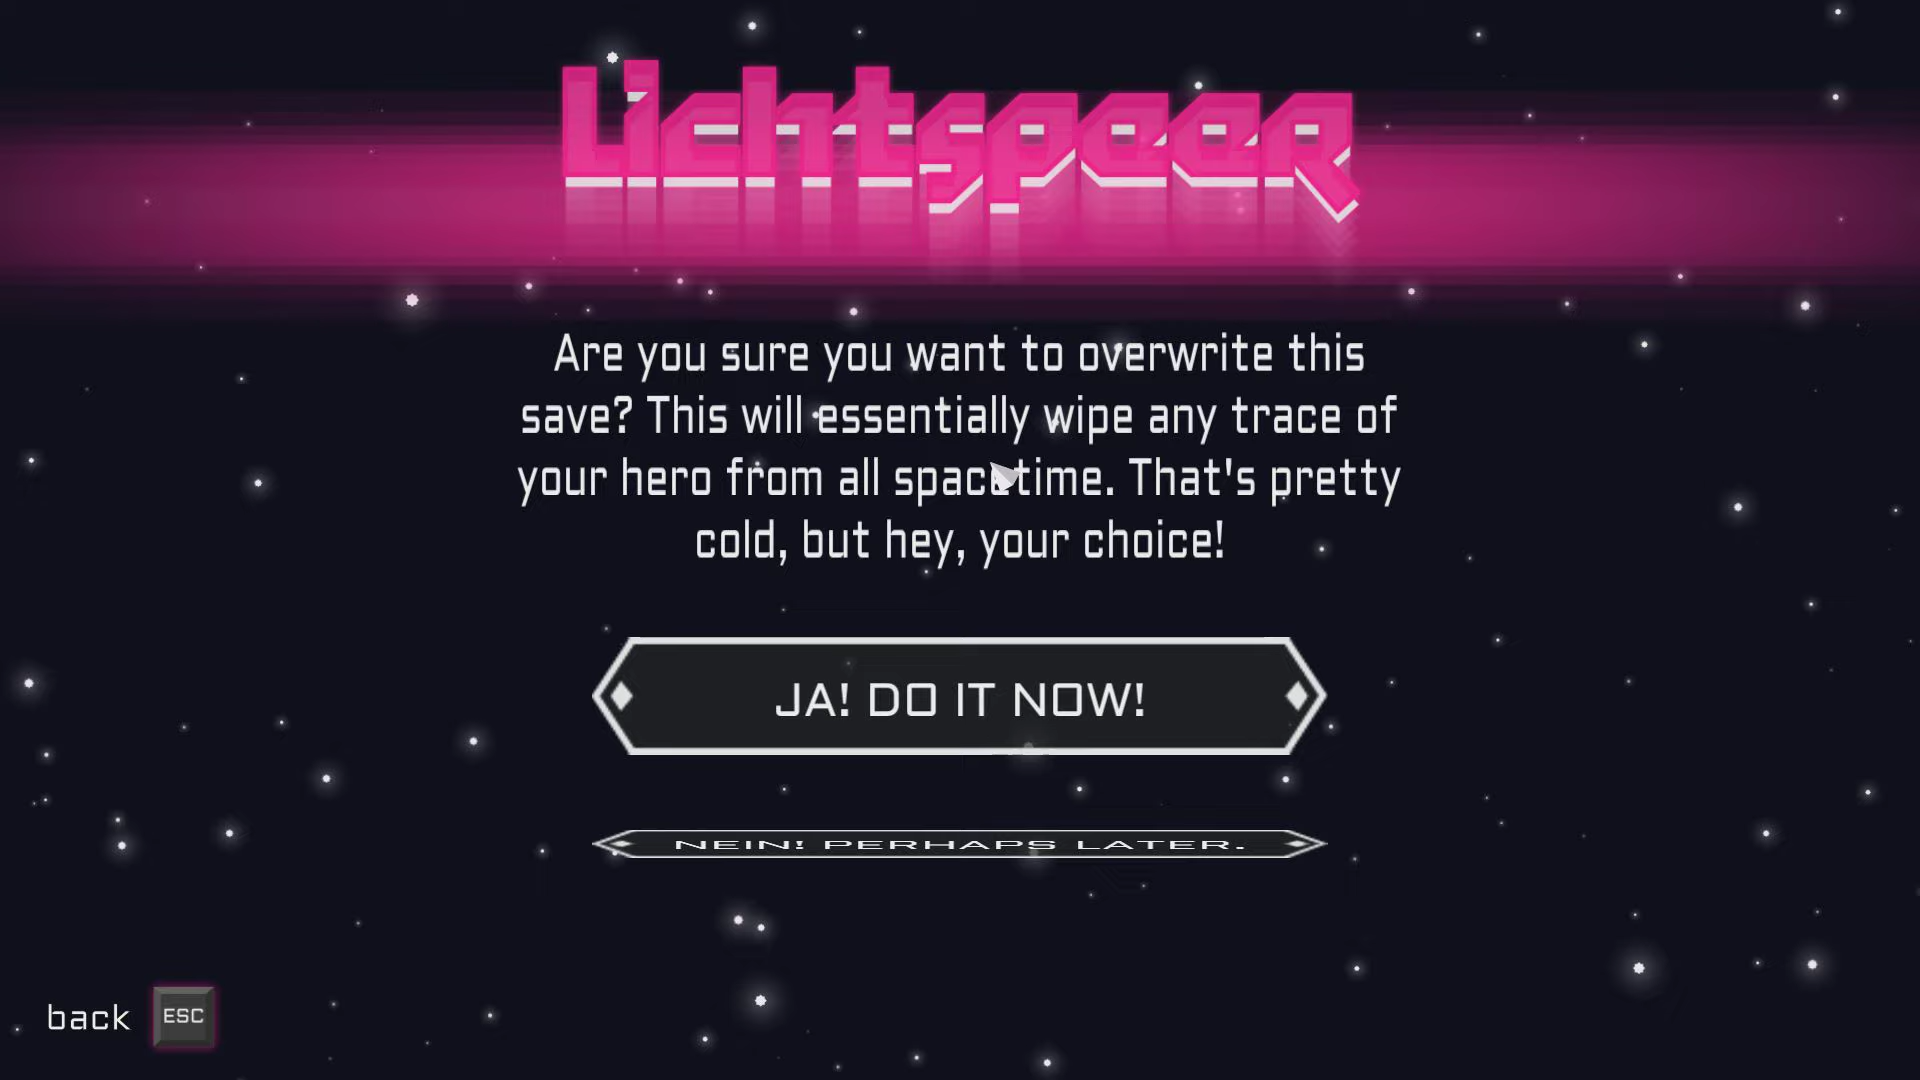 Lichtspeer
Are you sure you want to overwrite this
save? This will essentially wipe any trace of
your hero from all spacetime. That's pretty
cold, but hey, your choice!
JA! DO IT NOW!
NEIN! PERHAPS LATER.
back ESC